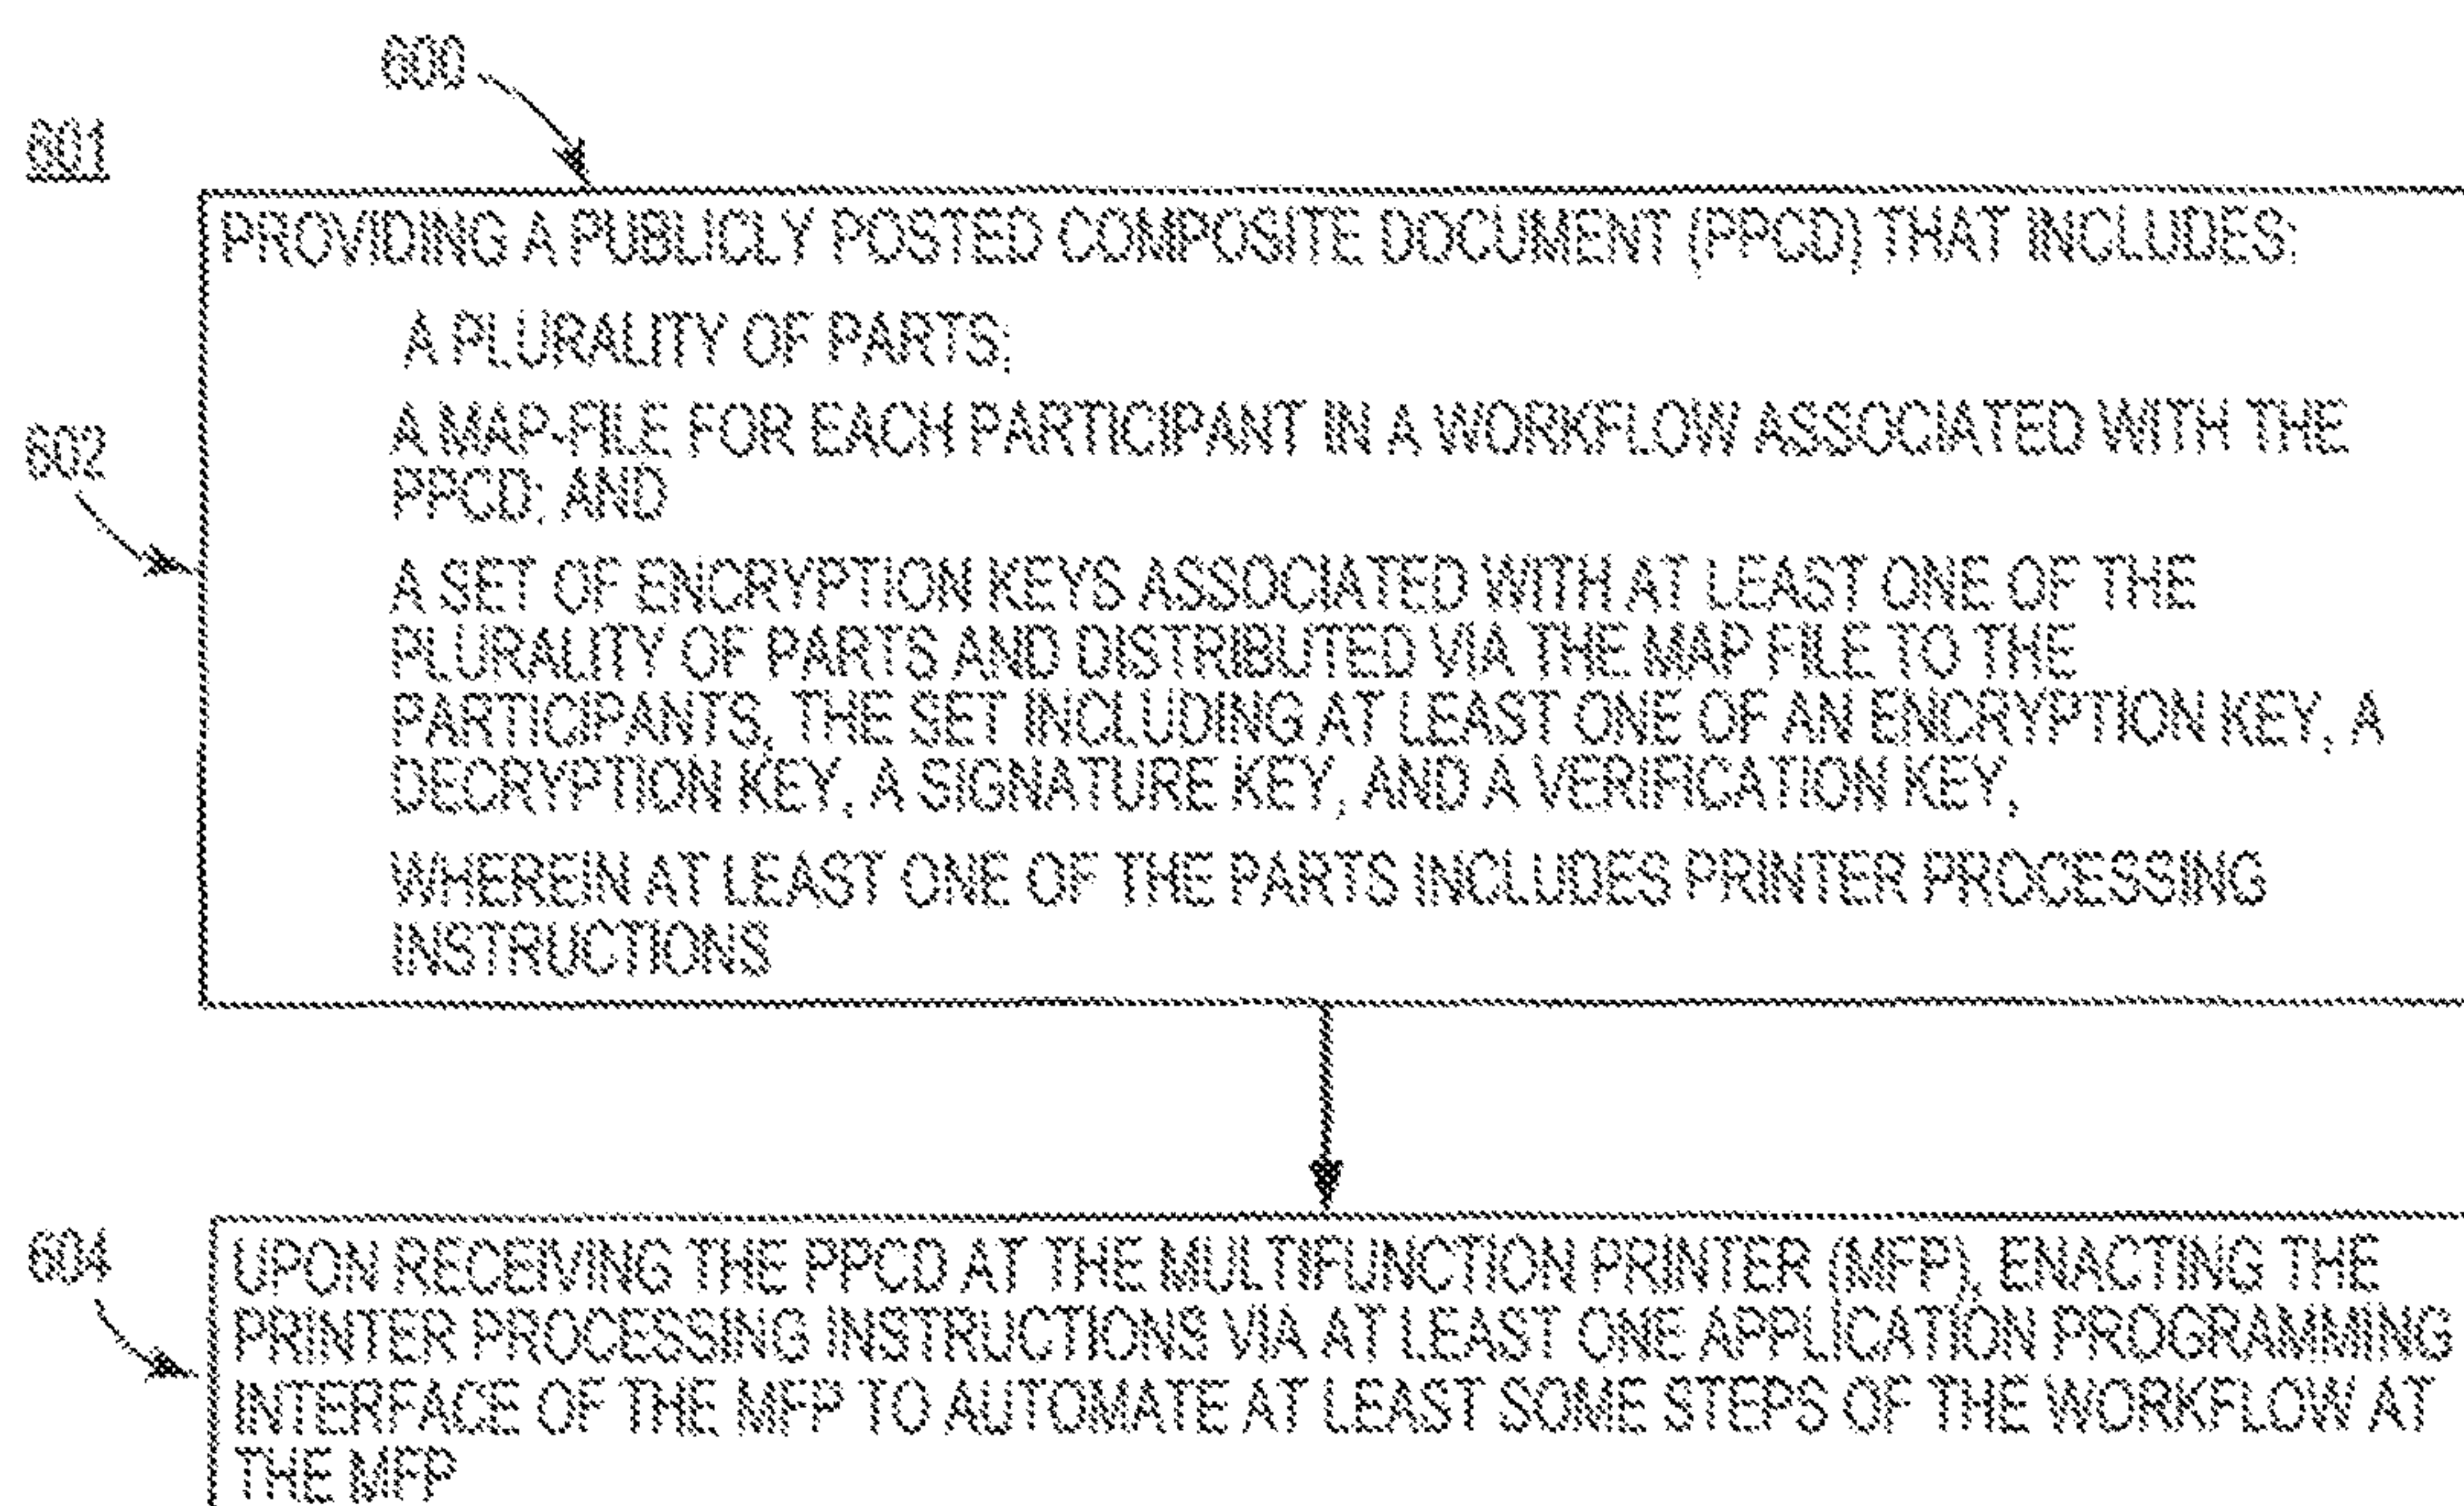 600
601
PROVIDING A PUBLICLY POSTED COMPOSITE DOCUMENT (PPCD) THAT INCLUDES:
A PLURALITY OF PARTS;
A MAP-FILE FOR EACH PARTICIPANT IN A WORKFLOW ASSOCIATED WITH THE
PPCD; AND
602
A SET OF ENCRYPTION KEYS ASSOCIATED WITH AT LEAST ONE OF THE
PLURALITY OF PARTS AND DISTRIBUTED VIA THE MAP FILE TO THE
PARTICIPANTS, THE SET INCLUDING AT LEAST ONE OF AN ENCRYPTION KEY, A
DECRYPTION KEY, A SIGNATURE KEY, AND A VERIFICATION KEY,
WHEREIN AT LEAST ONE OF THE PARTS INCLUDES PRINTER PROCESSING
INSTRUCTIONS
604
UPON RECEIVING THE PPCD AT THE MULTIFUNCTION PRINTER (MFP), ENACTING THE
PRINTER PROCESSING INSTRUCTIONS VIA AT LEAST ONE APPLICATION PROGRAMMING
INTERFACE OF THE MFP TO AUTOMATE AT LEAST SOME STEPS OF THE WORKFLOW AT
THE MFP